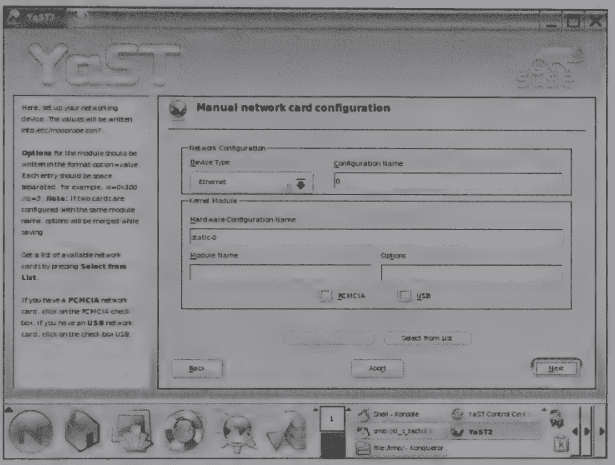 YaST2
YaST
Here, set up your networking
device. The values will be written
into /etc/modprobe.conf.
Options for the module should be
written in the format option=value.
Each entry should be space
separated, for example, io=0x300
irq=5. Note: If two cards are
configured with the same module
name, options will be merged while
saving.
Get a list of available network
cards by pressing Select from
List.
If you have a PCMCIA network
card, click on the PCMCIA check
box, if you have an USB network
card, click on the check box USB.
Manual network card configuration
Network Configuration
Device Type
Configuration Name
Ethernet
0
Kernel Module
Hardware Configuration Name
static-0
Module Name
Options
PCMCIA
USB
Select from List
Back
Abort
Next
1
Shell - Konsole
YaST Control Cen
YaST2
file:/tmp/ - Konqueror